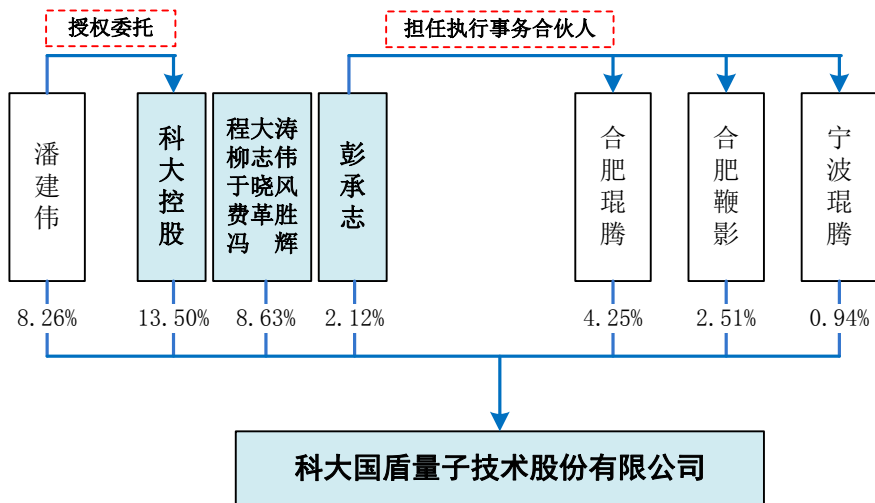 授权委托
担任执行事务合伙人
潘建伟
科大控股
程大涛
柳志伟
于晓风
费革胜
冯 辉
彭承志
合肥琨腾
合肥鞭影
宁波琨腾
8.26%
13.50%
8.63%
2.12%
4.25%
2.51%
0.94%
科大国盾量子技术股份有限公司